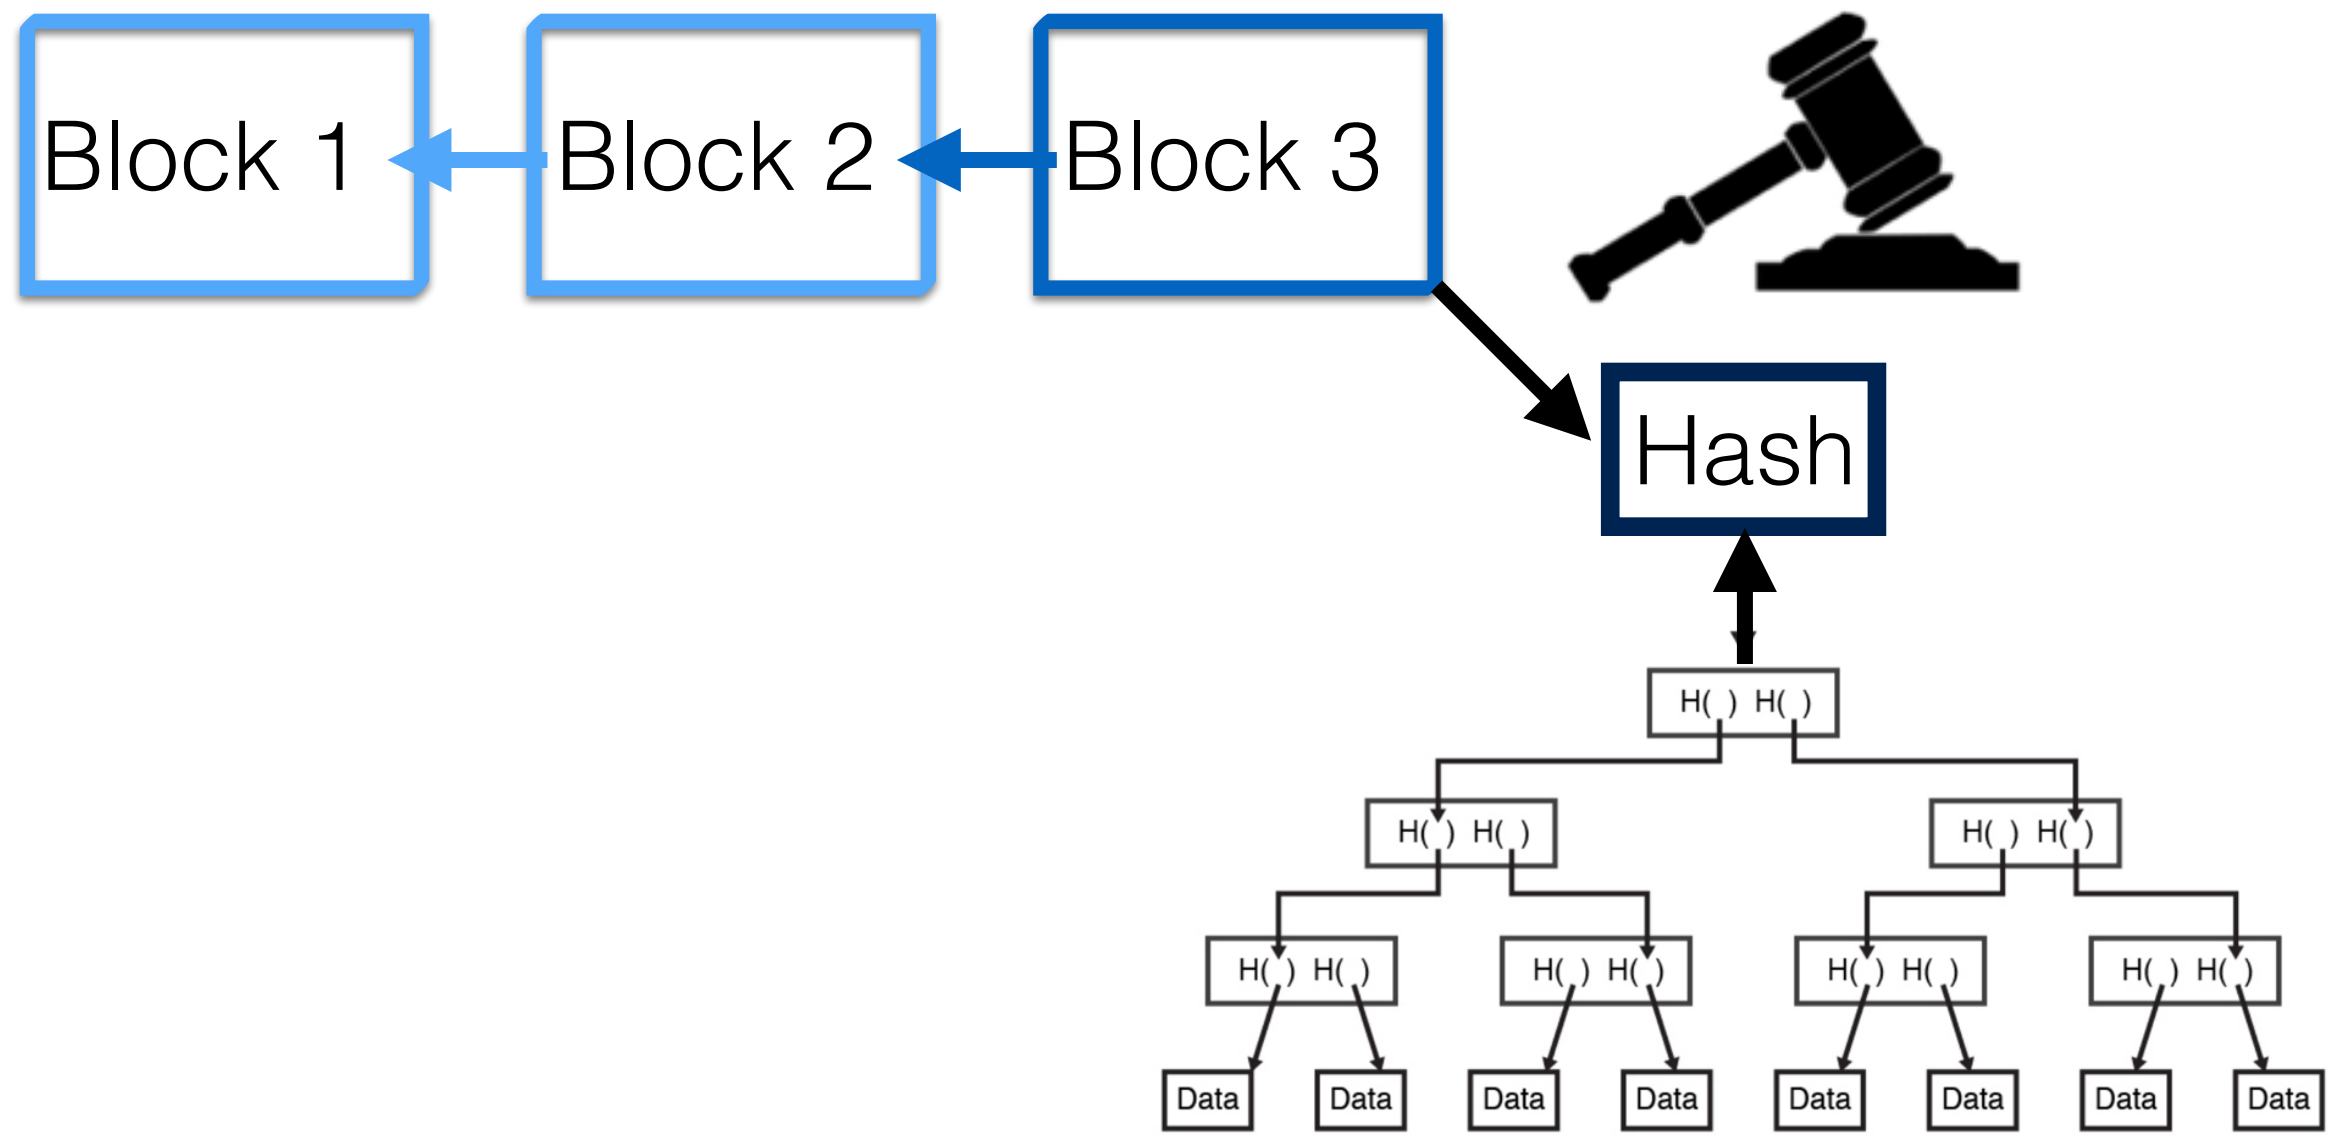 Block 1
Block 2
Block 3
Hash
H( ) H( )
H( ) H( )
H( ) H( )
H( ) H( )
H( ) H( )
H( ) H( )
H( ) H( )
Data
Data
Data
Data
Data
Data
Data
Data